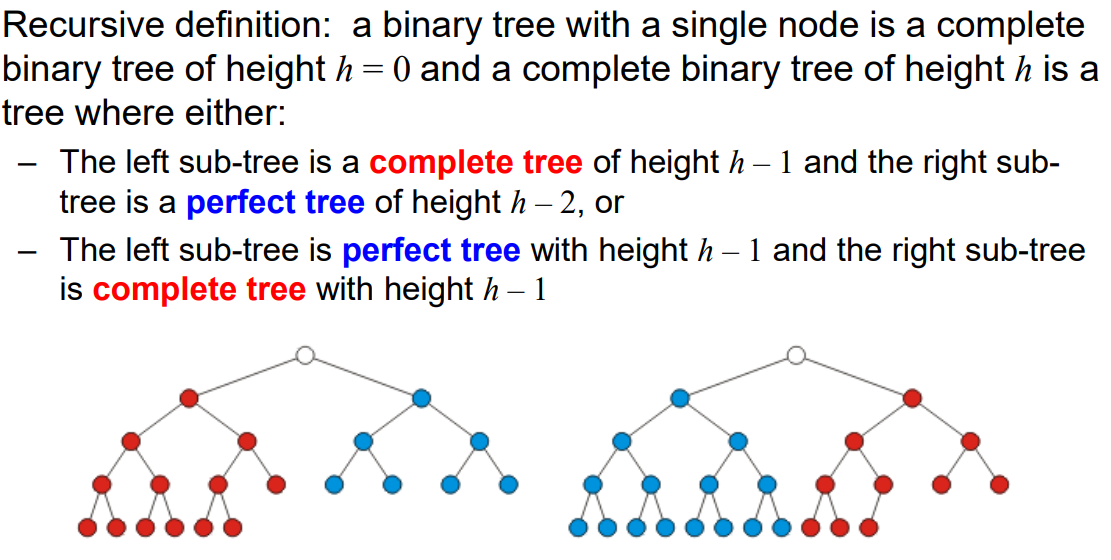 Recursive definition:  a binary tree with a single node is a complete
binary tree of height h = 0 and a complete binary tree of height h is a
tree where either:
– The left sub-tree is a complete tree of height h – 1 and the right sub-
tree is a perfect tree of height h – 2, or
– The left sub-tree is perfect tree with height h – 1 and the right sub-tree
is complete tree with height h – 1